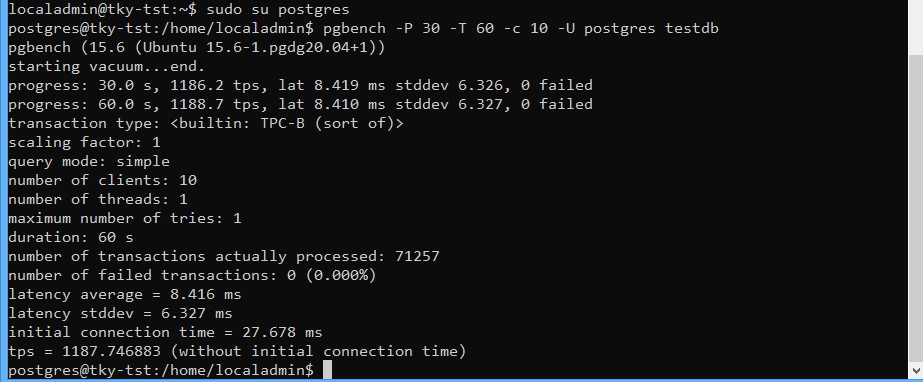 localadmin@tky-tst:~$ sudo su postgres
postgres@tky-tst:/home/localadmin$ pgbench -P 30 -T 60 -c 10 -U postgres testdb
pgbench (15.6 (Ubuntu 15.6-1.pgdg20.04+1))
starting vacuum...end.
progress: 30.0 s, 1186.2 tps, lat 8.419 ms stddev 6.326, 0 failed
progress: 60.0 s, 1188.7 tps, lat 8.410 ms stddev 6.327, 0 failed
transaction type: <builtin: TPC-B (sort of)>
scaling factor: 1
query mode: simple
number of clients: 10
number of threads: 1
maximum number of tries: 1
duration: 60 s
number of transactions actually processed: 71257
number of failed transactions: 0 (0.000%)
latency average = 8.416 ms
latency stddev = 6.327 ms
initial connection time = 27.678 ms
tps = 1187.746883 (without initial connection time)
postgres@tky-tst:/home/localadmin$